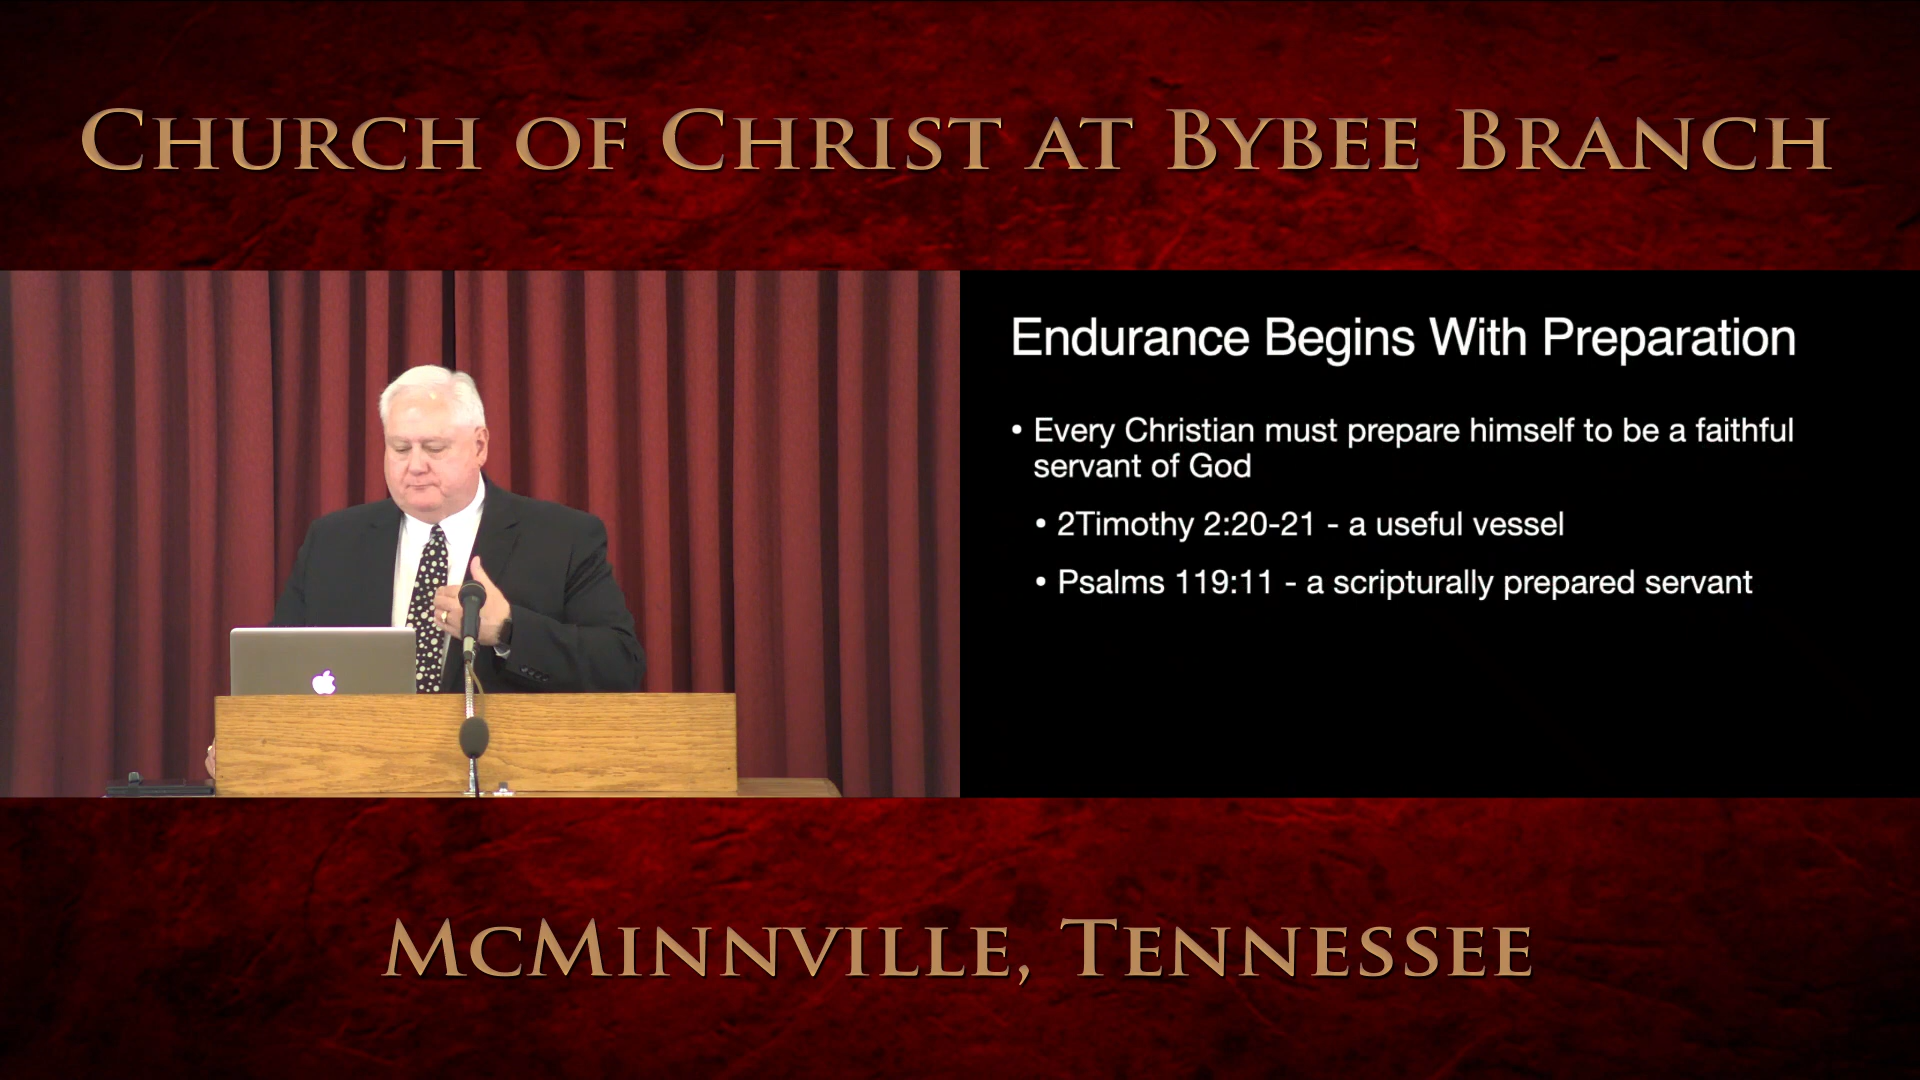 CHURCH OF CHRIST AT BYBEE BRANCH
Endurance Begins With Preparation
• Every Christian must prepare himself to be a faithful
servant of God
• 2Timothy 2:20-21 - a useful vessel
• Psalms 119:11 - a scripturally prepared servant
MCMINNVILLE, TENNESSEE